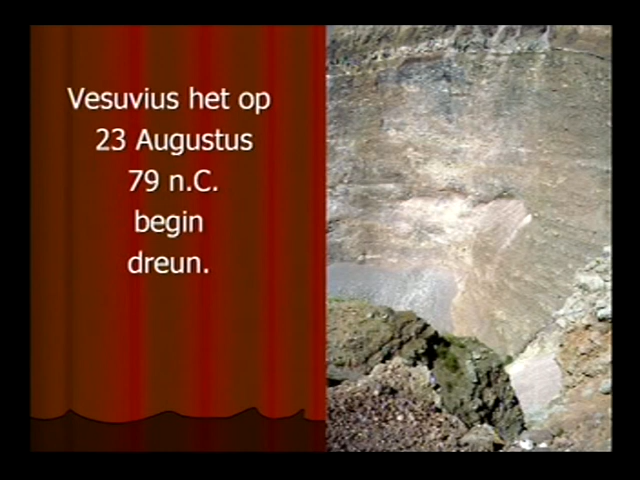 Vesuvius het op
23 Augustus
79 n.C.
begin
dreun.